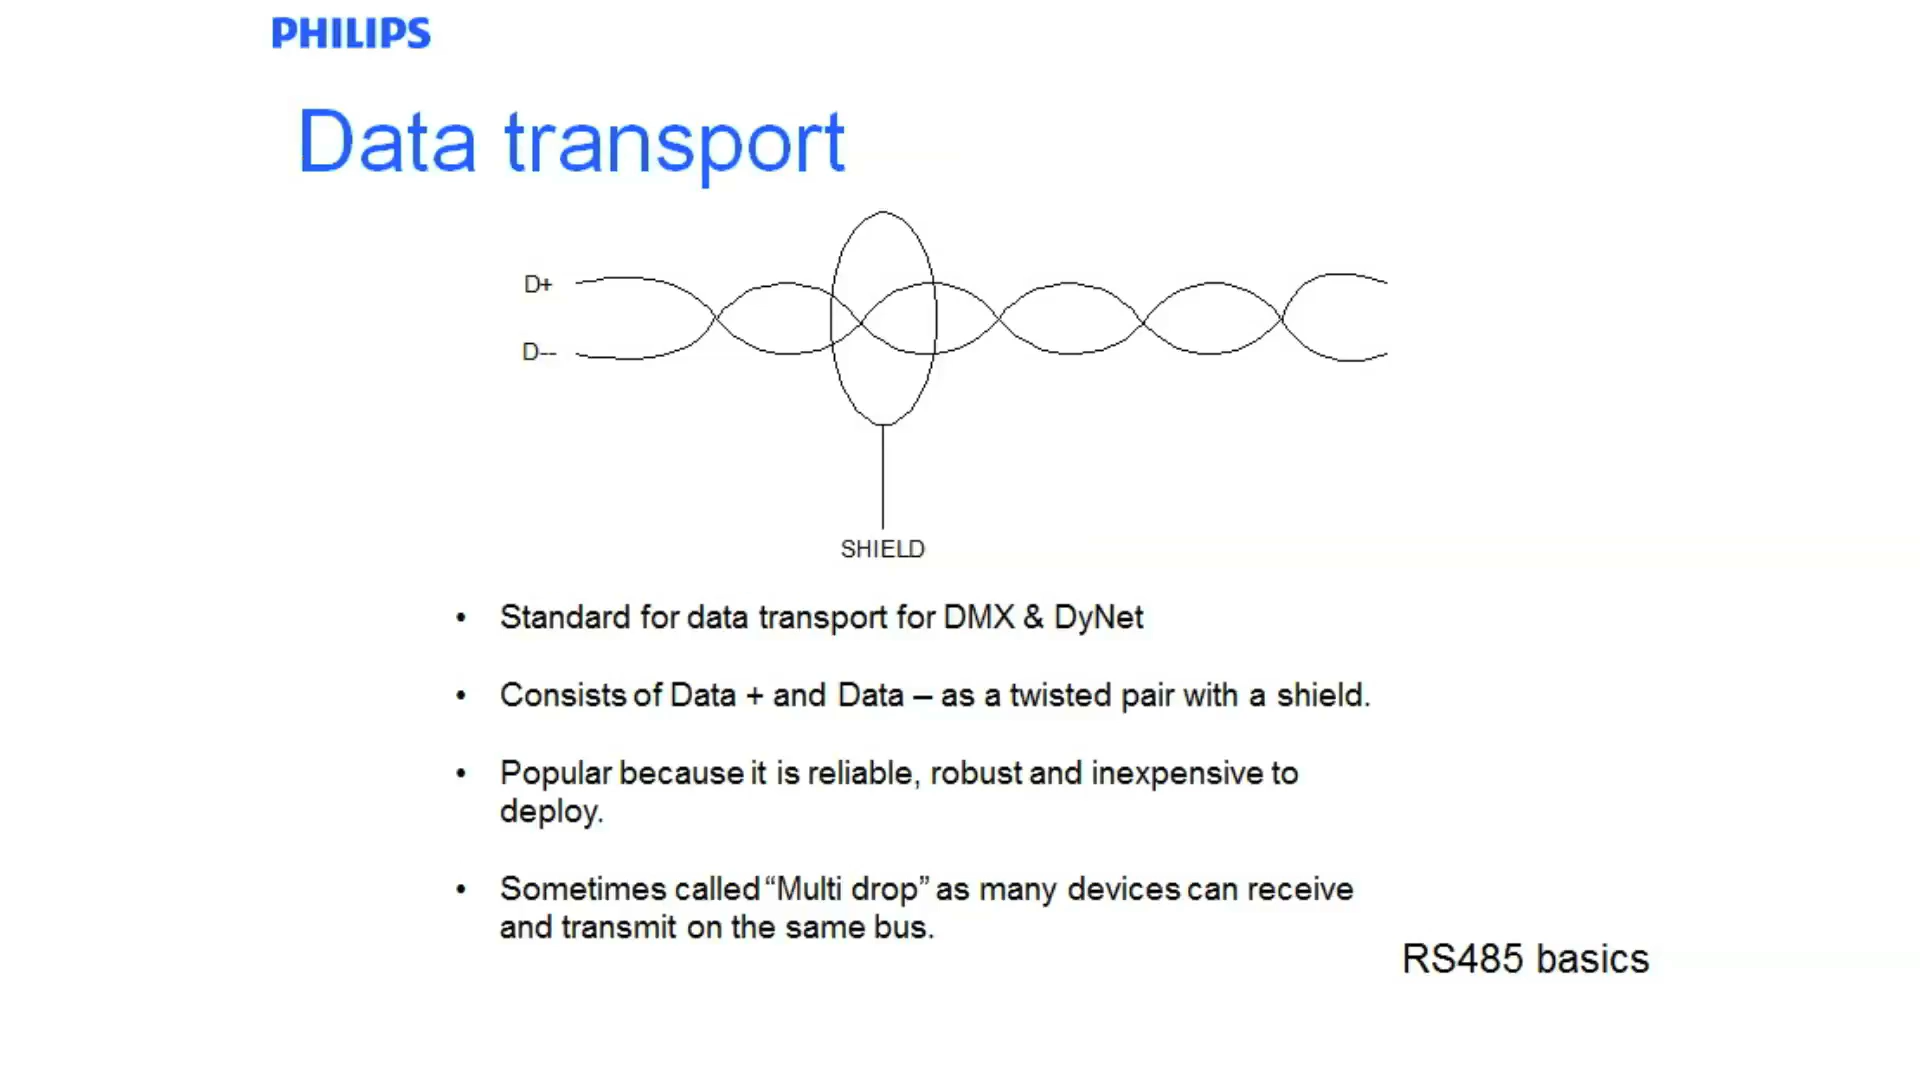 PHILIPS
Data transport
D+
D--
SHIELD
• Standard for data transport for DMX & DyNet
• Consists of Data + and Data – as a twisted pair with a shield.
• Popular because it is reliable, robust and inexpensive to
deploy.
• Sometimes called “Multi drop” as many devices can receive
and transmit on the same bus.
RS485 basics